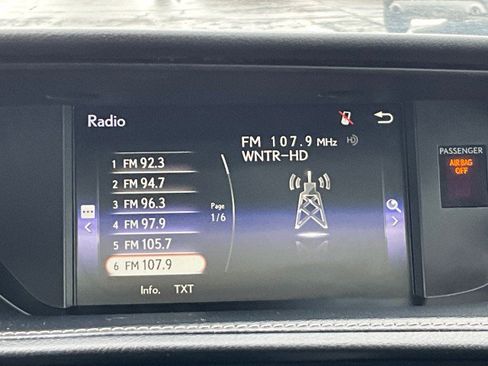 Radio
FM 107.9 MHz HD
WNTR-HD
1 FM 92.3
2 FM 94.7
3 FM 96.3
4 FM 97.9
5 FM 105.7
6 FM 107.9
Page
1/6
Info. TXT
PASSENGER
AIRBAG
OFF